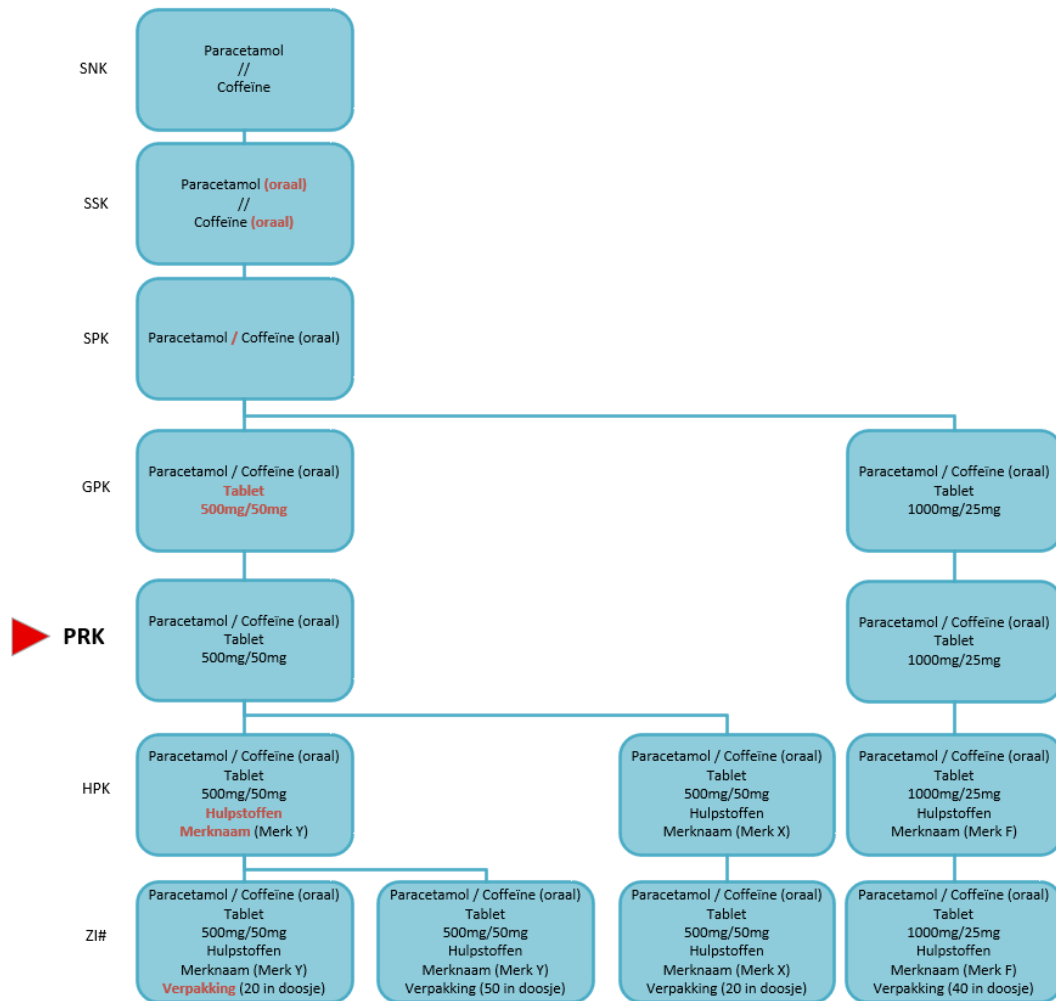 SNK
Paracetamol
//
Coffeïne
SSK
Paracetamol (oraal)
//
Coffeïne (oraal)
SPK
Paracetamol / Coffeïne (oraal)
GPK
Paracetamol / Coffeïne (oraal)
Tablet
500mg/50mg
Paracetamol / Coffeïne (oraal)
Tablet
1000mg/25mg
PRK
Paracetamol / Coffeïne (oraal)
Tablet
500mg/50mg
Paracetamol / Coffeïne (oraal)
Tablet
1000mg/25mg
HPK
Paracetamol / Coffeïne (oraal)
Tablet
500mg/50mg
Hulpstoffen
Merknaam (Merk Y)
Paracetamol / Coffeïne (oraal)
Tablet
500mg/50mg
Hulpstoffen
Merknaam (Merk X)
Paracetamol / Coffeïne (oraal)
Tablet
1000mg/25mg
Hulpstoffen
Merknaam (Merk F)
ZI#
Paracetamol / Coffeïne (oraal)
Tablet
500mg/50mg
Hulpstoffen
Merknaam (Merk Y)
Verpakking (20 in doosje)
Paracetamol / Coffeïne (oraal)
Tablet
500mg/50mg
Hulpstoffen
Merknaam (Merk Y)
Verpakking (50 in doosje)
Paracetamol / Coffeïne (oraal)
Tablet
500mg/50mg
Hulpstoffen
Merknaam (Merk X)
Verpakking (20 in doosje)
Paracetamol / Coffeïne (oraal)
Tablet
1000mg/25mg
Hulpstoffen
Merknaam (Merk F)
Verpakking (40 in doosje)